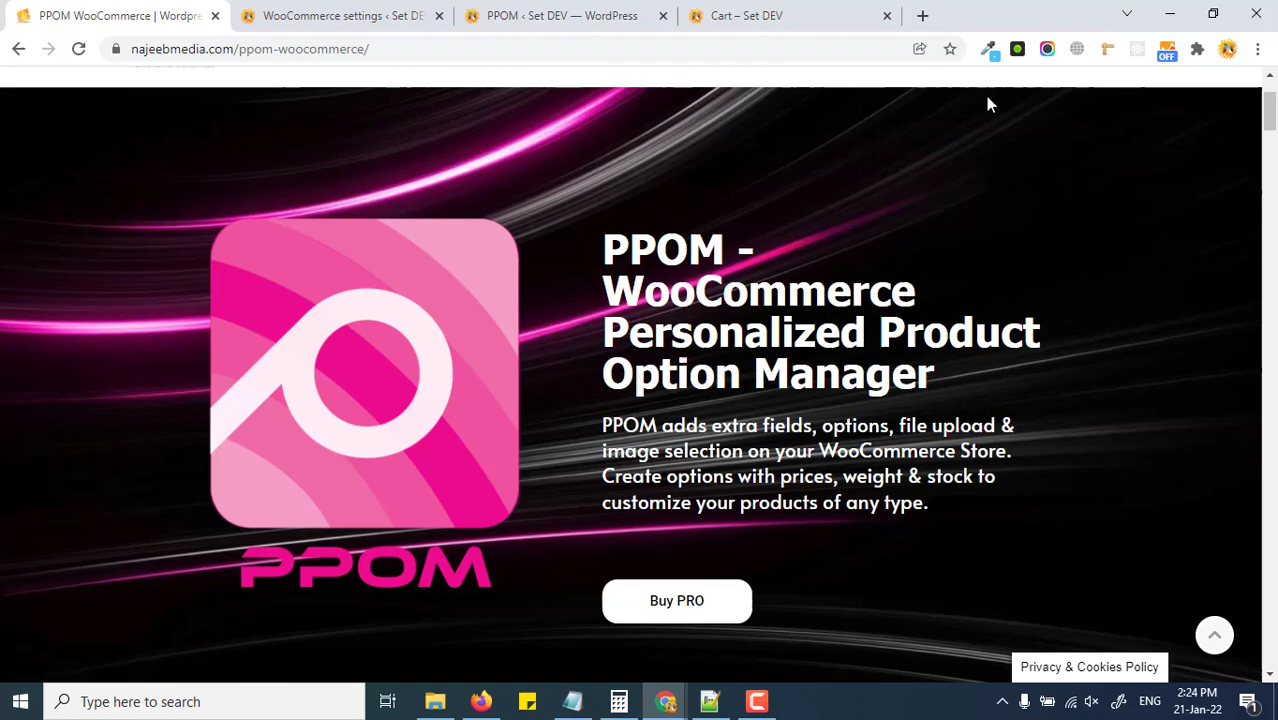 PPOM WooCommerce | Wordpre
WooCommerce settings ‹ Set DE
PPOM ‹ Set DEV — WordPress
Cart – Set DEV
najeebmedia.com/ppom-woocommerce/
OFF
PPOM -
WooCommerce
Personalized Product
Option Manager
PPOM adds extra fields, options, file upload &
image selection on your WooCommerce Store.
Create options with prices, weight & stock to
customize your products of any type.
PPOM
Buy PRO
Privacy & Cookies Policy
Type here to search
ENG
2:24 PM
21-Jan-22
1